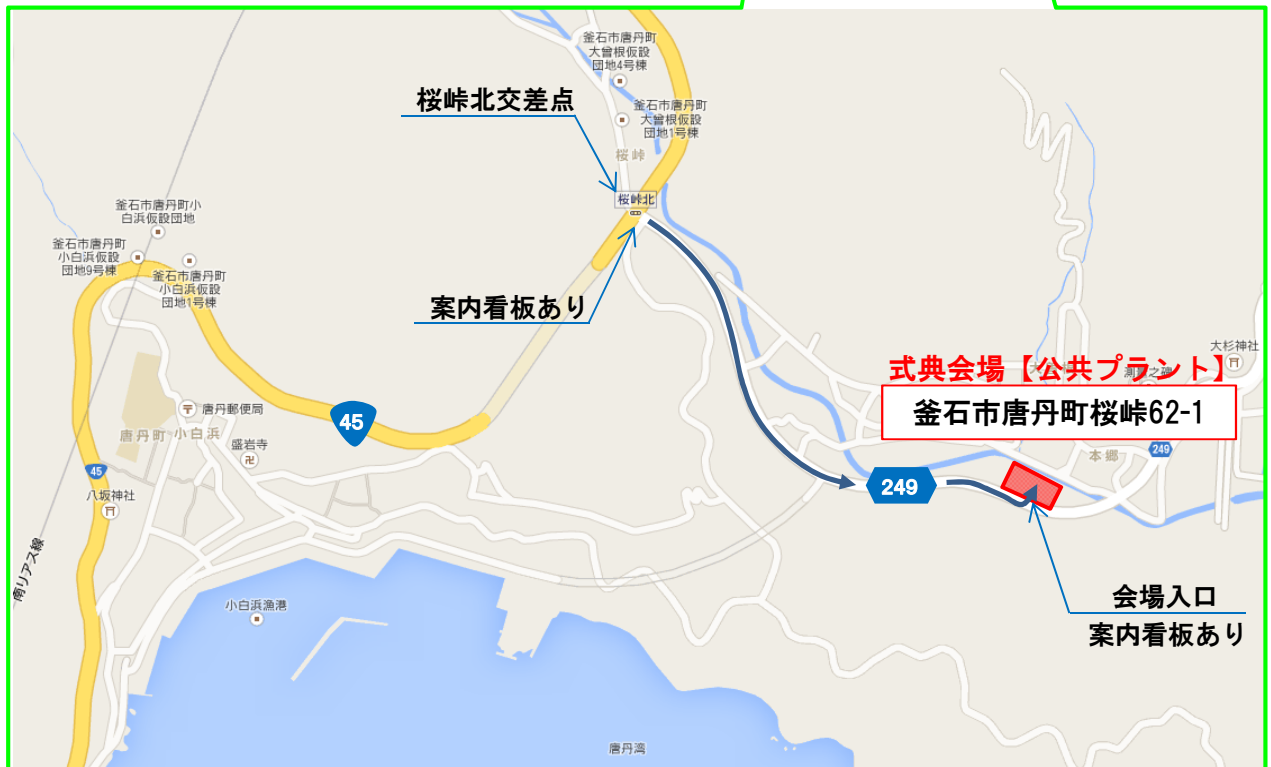 釜石市唐丹町
大曾根仮設
団地4号棟
桜峠北交差点
釜石市唐丹町
大曾根仮設
団地1号棟
桜峠
桜峠北
釜石市唐丹町小
白浜仮設団地
釜石市唐丹町
小白浜仮設
団地9号棟
釜石市唐丹町
小白浜仮設
団地1号棟
案内看板あり
大杉神社
式典会場【公共プラント】
釜石市唐丹町桜峠62-1
45
唐丹郵便局
唐丹町 小白浜
盛岩寺
249
本郷
45
249
八坂神社
南リアス線
小白浜漁港
会場入口
案内看板あり
唐丹湾